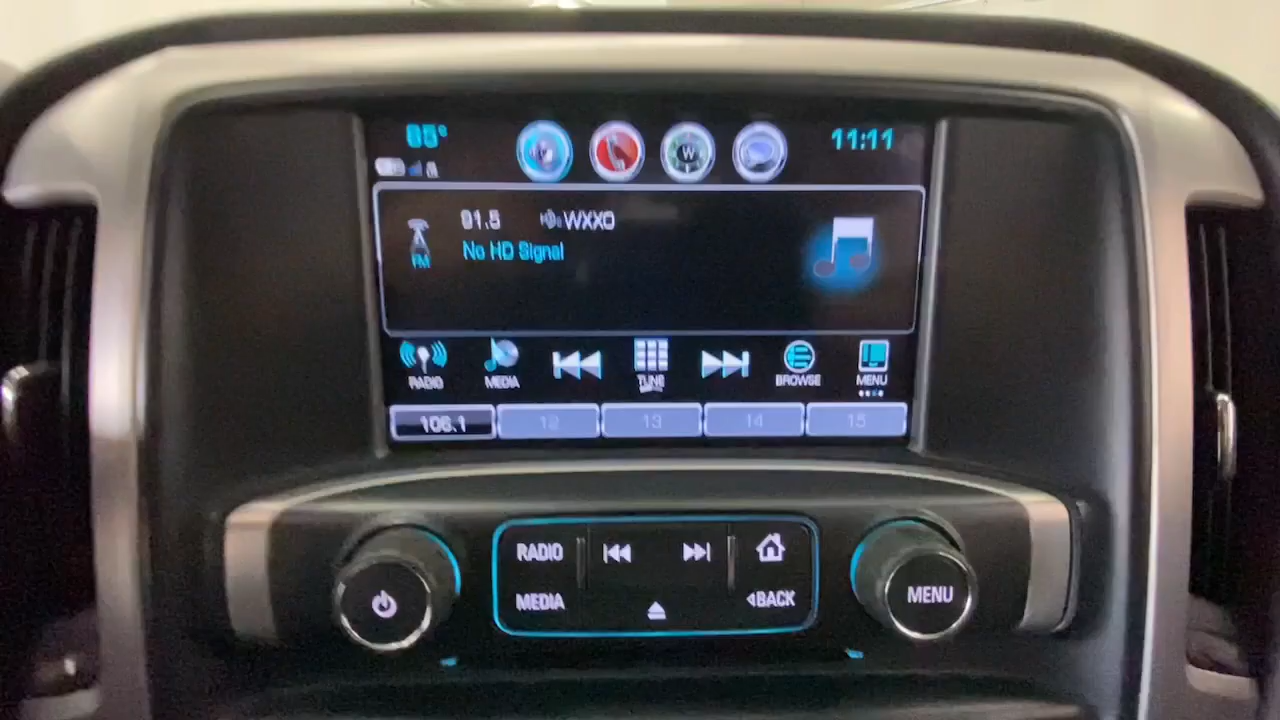 11:11
W
91.5 WXXO
FM
No HD Signal
RADIO
MEDIA
TUNE
BROWSE
MENU
106.1
12
13
14
15
RADIO
MEDIA
BACK
MENU